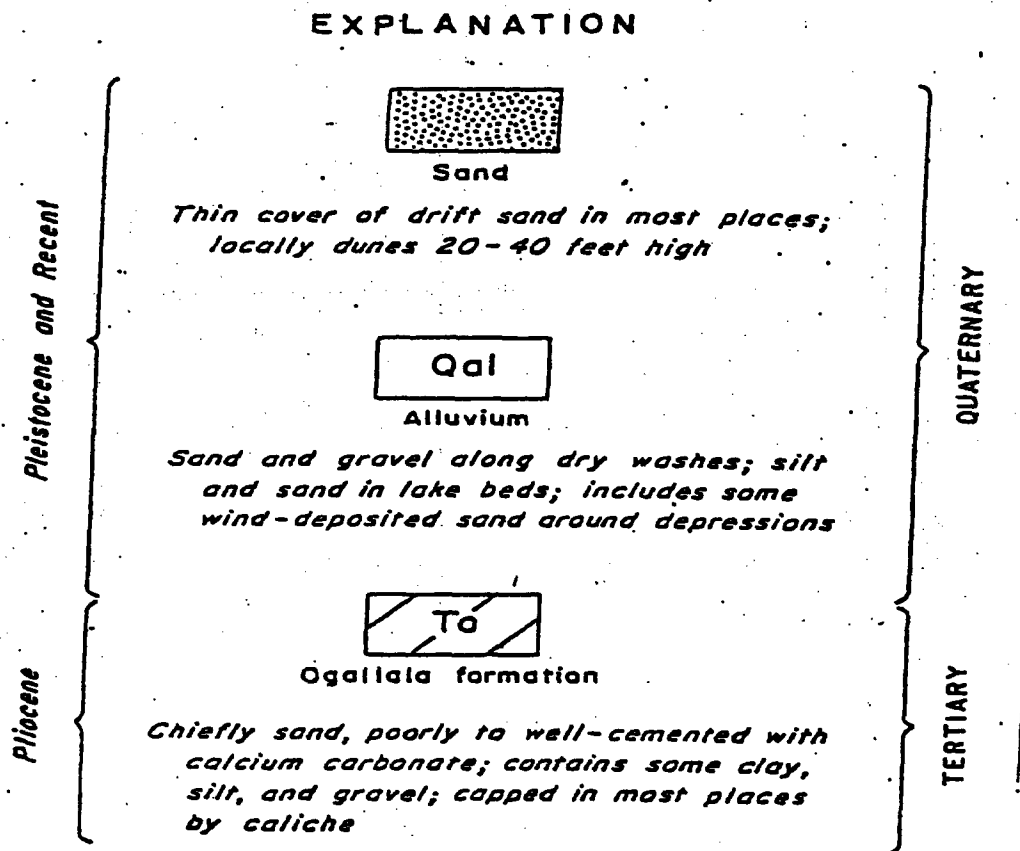 EXPLANATION
Sand
Thin cover of drift sand in most places;
locally dunes 20-40 feet high
Pleistocene and Recent
QUATERNARY
Qal
Alluvium
Sand and gravel along dry washes; silt
and sand in lake beds; includes some
wind-deposited sand around depressions
To
Ogallala formation
Pliocene
TERTIARY
Chiefly sand, poorly to well-cemented with
calcium carbonate; contains some clay,
silt, and gravel; capped in most places
by caliche